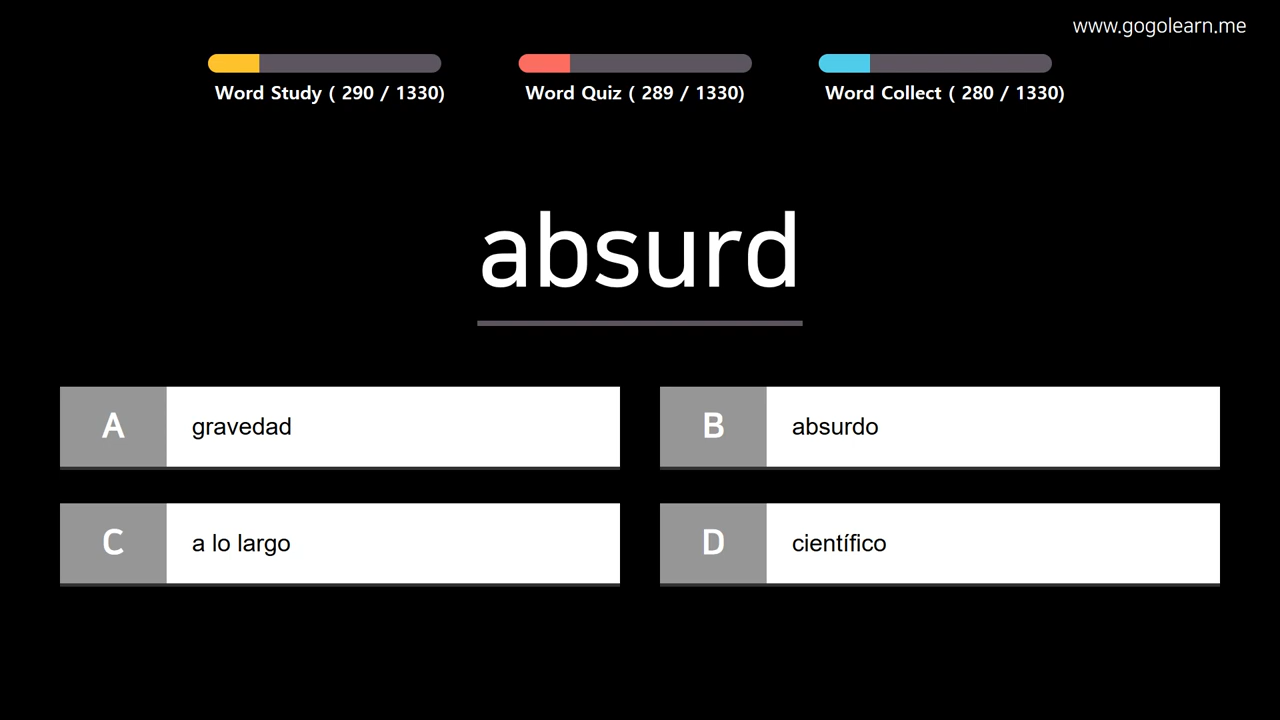 www.gogolearn.me
Word Study ( 290 / 1330)
Word Quiz ( 289 / 1330)
Word Collect ( 280 / 1330)
absurd
A gravedad
B absurdo
C a lo largo
D científico